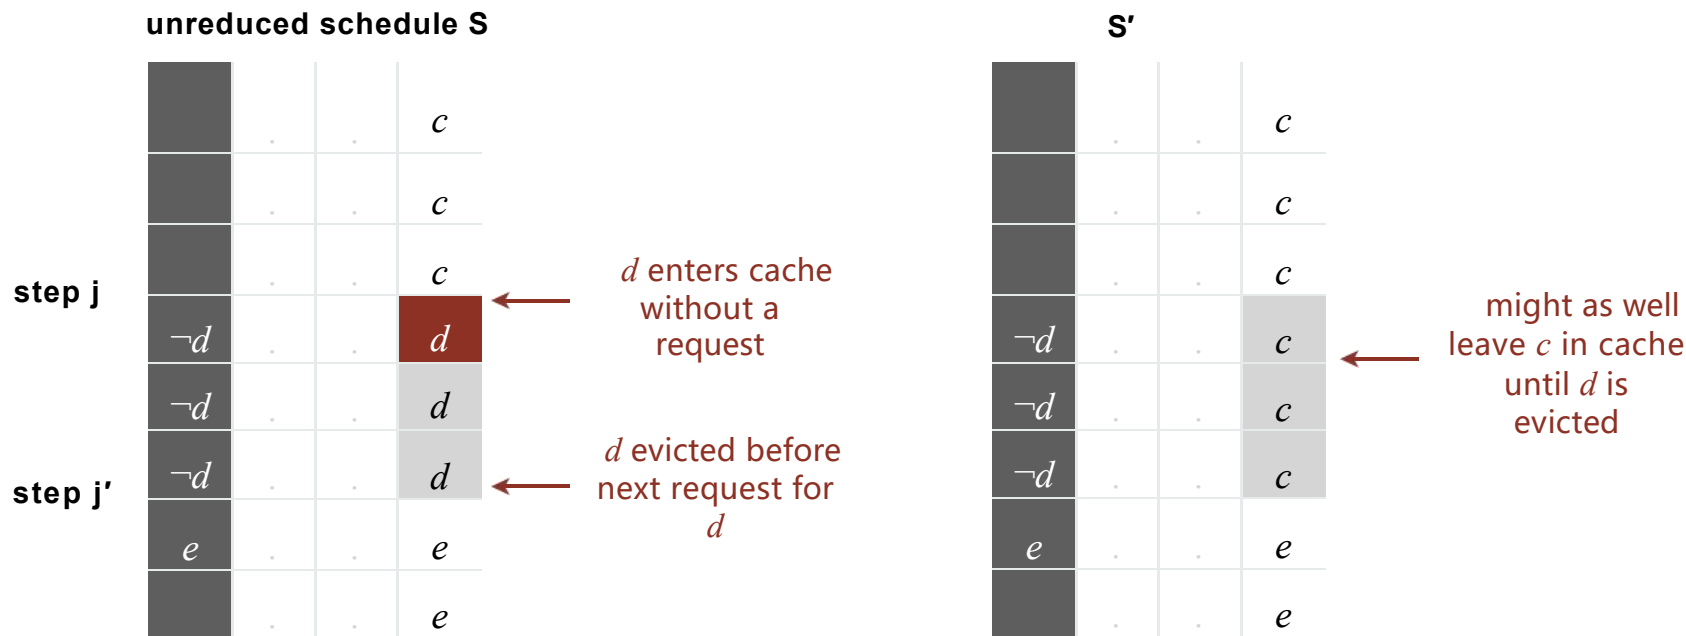 unreduced schedule S
S′
c c
c c
c c
step j
d enters cache
without a
request
¬d d
¬d c
might as well
leave c in cache
until d is
evicted
¬d d
¬d c
step j′
¬d d
¬d c
d evicted before
next request for
d
e e
e e
e e